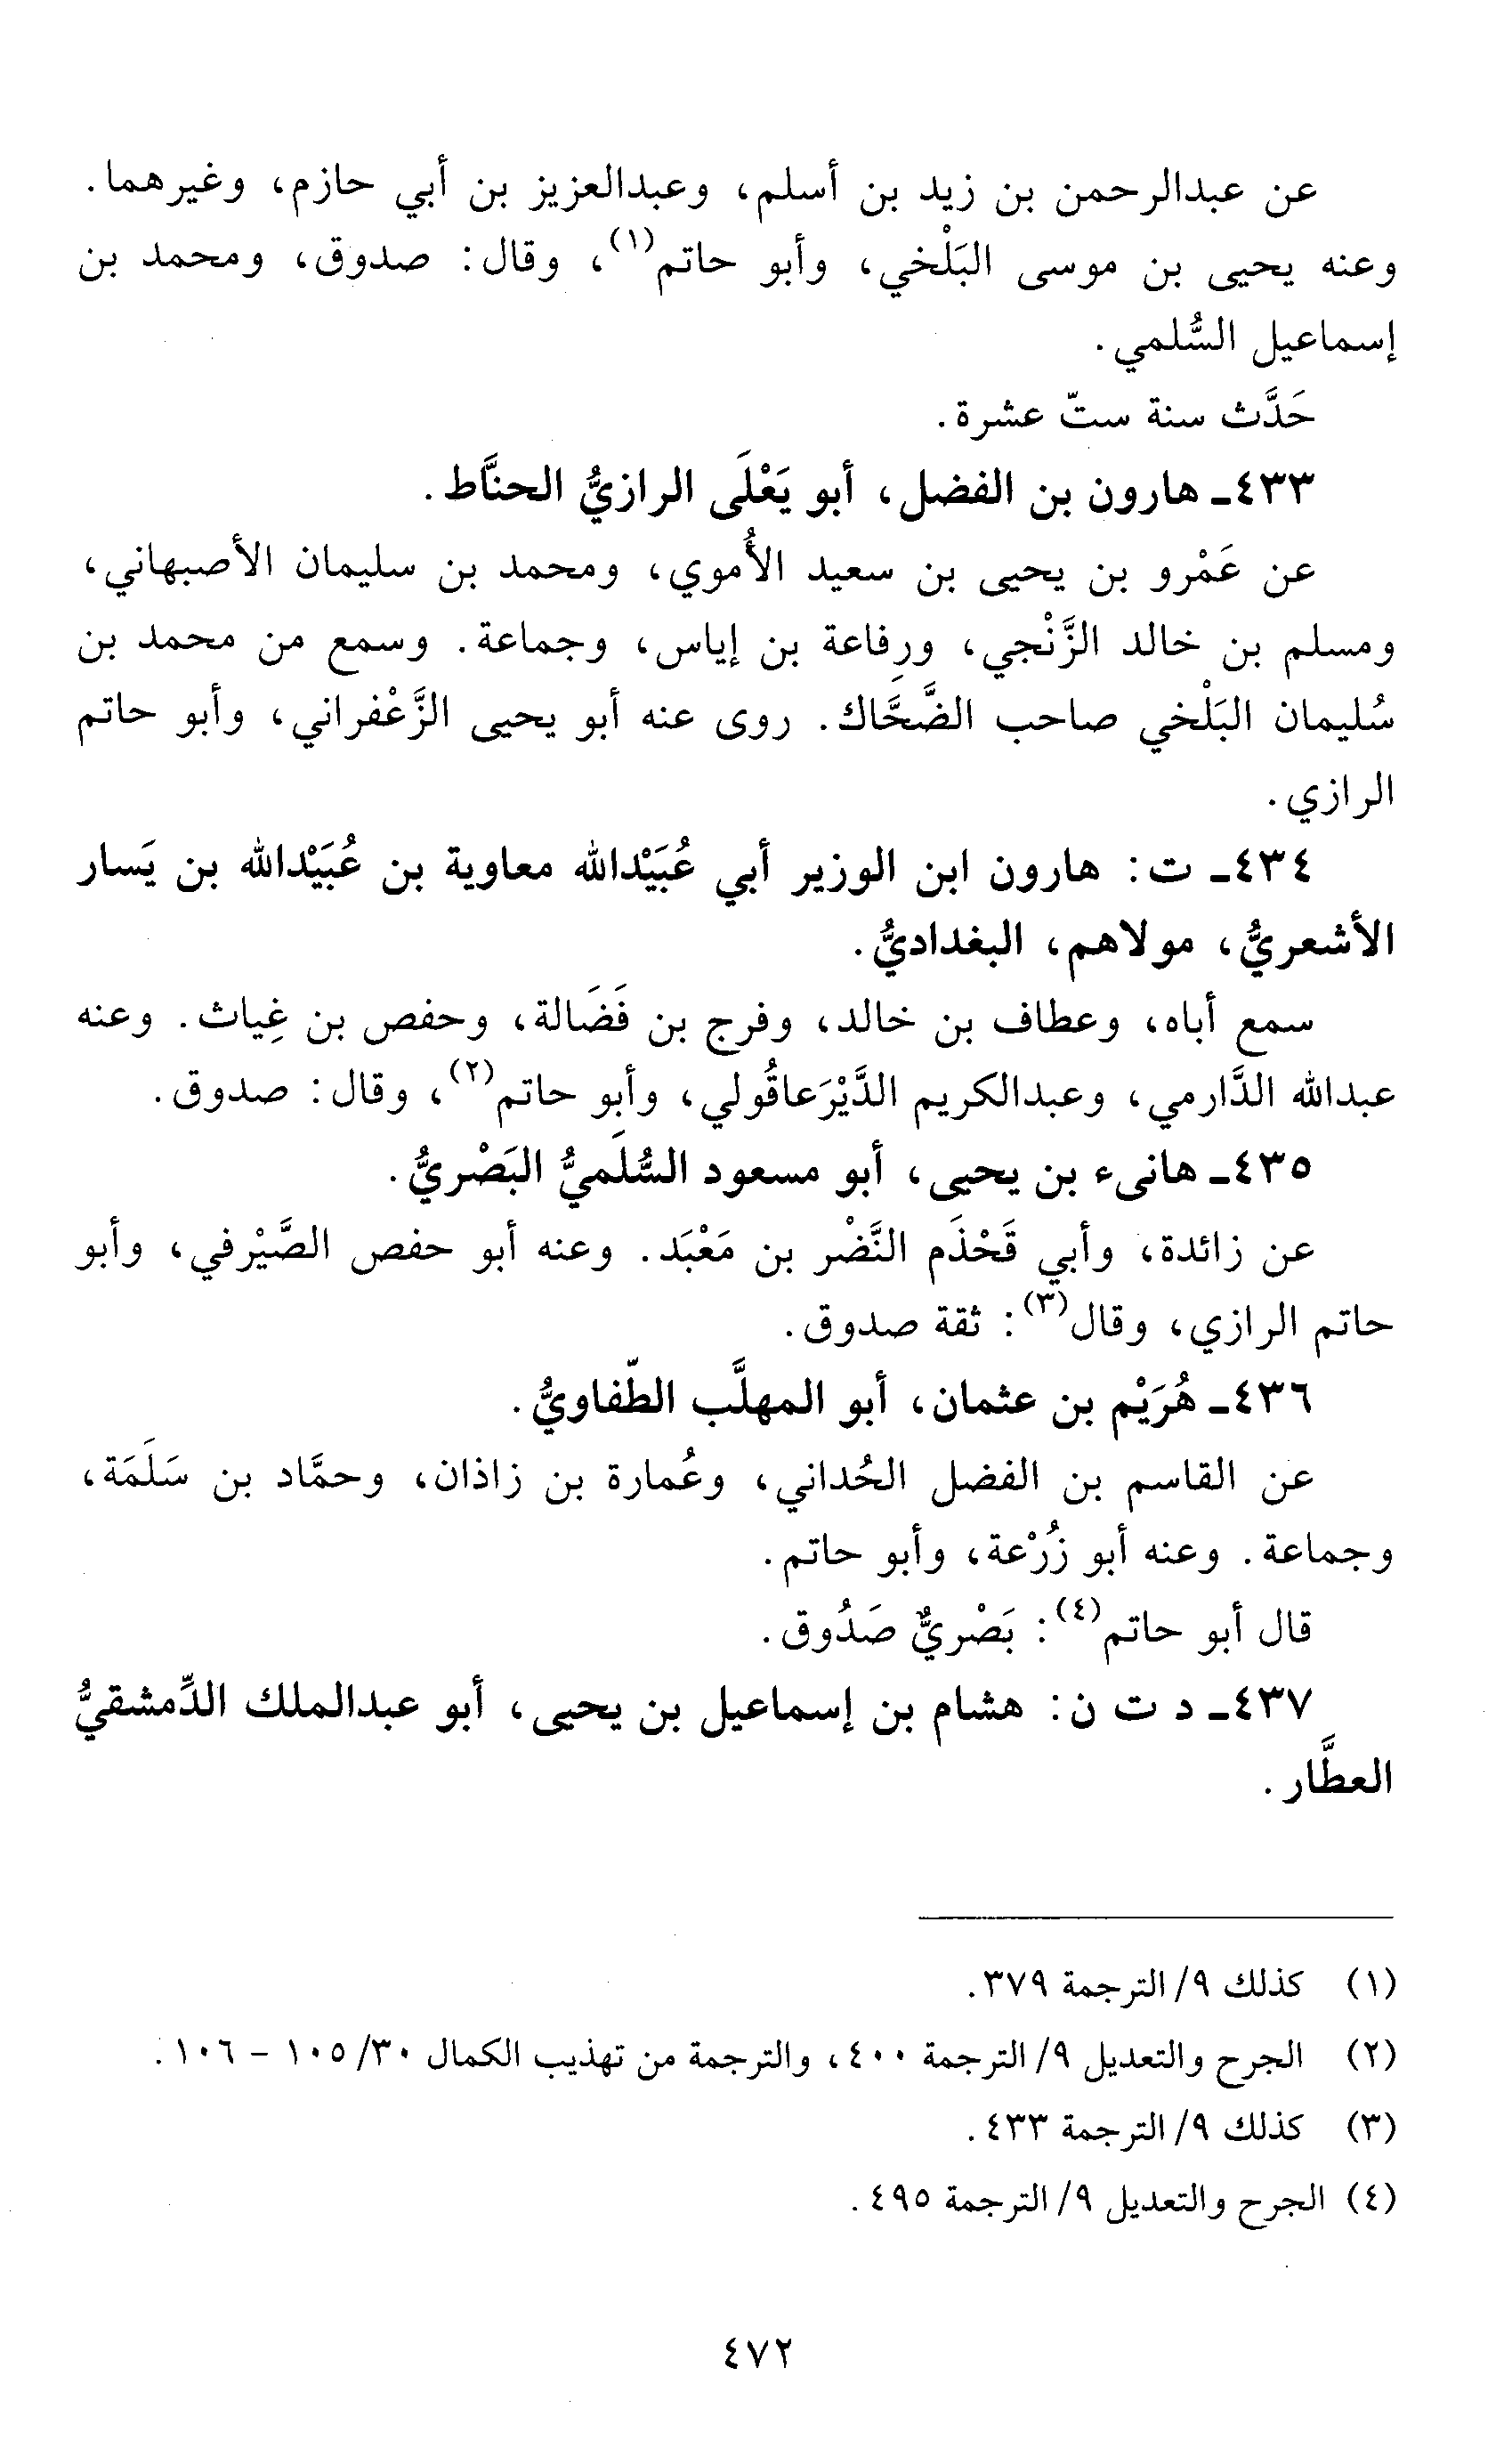 عن عبدالرحمن بن زيد بن أسلم، وعبدالعزيز بن أبي حازم، وغيرهما.
وعنه يحيى بن موسى البَلْخي، وأبو حاتم(١)، وقال: صدوق، ومحمد بن
إسماعيل السُّلمي.
حَدَّث سنة ستّ عشرة.
٤٣٣ـ هارون بن الفضل، أبو يَعْلَى الرازيُّ الحنَّاط.
عن عَمْرو بن يحيى بن سعيد الأُموي، ومحمد بن سليمان الأصبهاني،
ومسلم بن خالد الزَّنْجي، ورِفاعة بن إياس، وجماعة. وسمع من محمد بن
سُليمان البَلْخي صاحب الضَّحَّاك. روى عنه أبو يحيى الزَّعْفراني، وأبو حاتم
الرازي.
٤٣٤ـ ت: هارون ابن الوزير أبي عُبَيْدالله معاوية بن عُبَيْدالله بن يَسار
الأشعريُّ، مولاهم، البغداديُّ.
سمع أباه، وعطاف بن خالد، وفرج بن فَضَالة، وحفص بن غِياث. وعنه
عبدالله الدَّارمي، وعبدالكريم الدَّيْرَعاقُولي، وأبو حاتم(٢)، وقال: صدوق.
٤٣٥ـ هانىء بن يحيى، أبو مسعود السُّلَميُّ البَصْريُّ.
عن زائدة، وأبي قَحْذَم النَّضْر بن مَعْبَد. وعنه أبو حفص الصَّيْرفي، وأبو
حاتم الرازي، وقال(٣): ثقة صدوق.
٤٣٦ـ هُرَيْم بن عثمان، أبو المهلَّب الطّفاويُّ.
عن القاسم بن الفضل الحُداني، وعُمارة بن زاذان، وحمَّاد بن سَلَمَة،
وجماعة. وعنه أبو زُرْعة، وأبو حاتم.
قال أبو حاتم(٤): بَصْريٌّ صَدُوق.
٤٣٧ـ د ت ن: هشام بن إسماعيل بن يحيى، أبو عبدالملك الدِّمشقيُّ
العطَّار.
(١) كذلك ٩/ الترجمة ٣٧٩.
(٢) الجرح والتعديل ٩/ الترجمة ٤٠٠، والترجمة من تهذيب الكمال ٣٠/ ١٠٥ - ١٠٦.
(٣) كذلك ٩/ الترجمة ٤٣٣.
(٤) الجرح والتعديل ٩/ الترجمة ٤٩٥.
٤٧٢